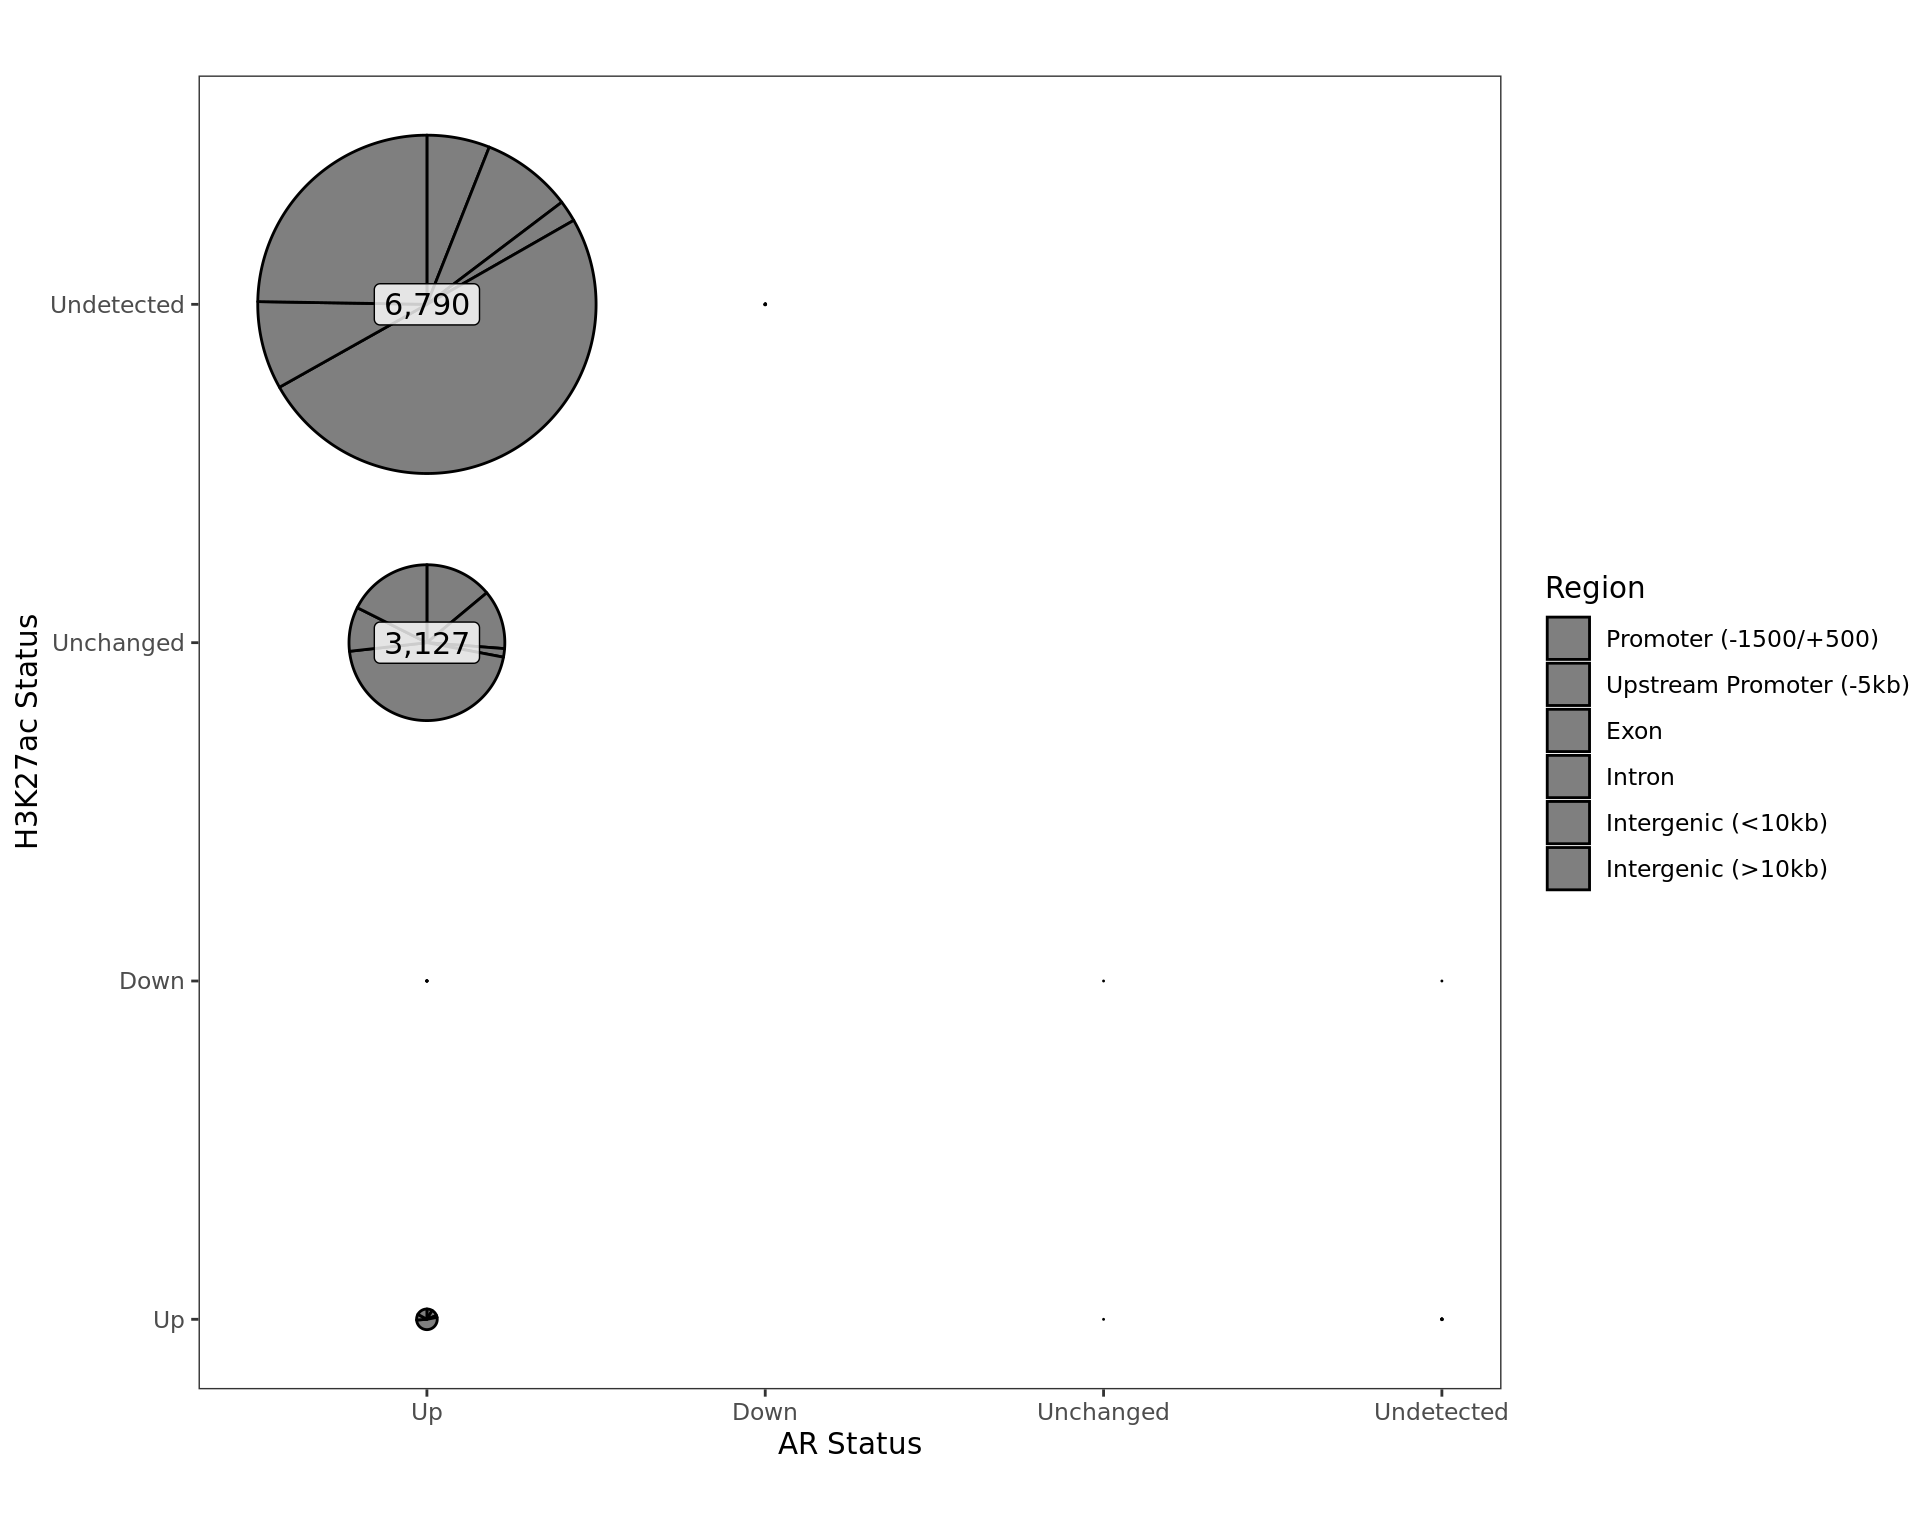 Undetected
Unchanged
Down
Up
H3K27ac Status
6,790
3,127
Up
Down
Unchanged
Undetected
AR Status
Region
Promoter (-1500/+500)
Upstream Promoter (-5kb)
Exon
Intron
Intergenic (<10kb)
Intergenic (>10kb)